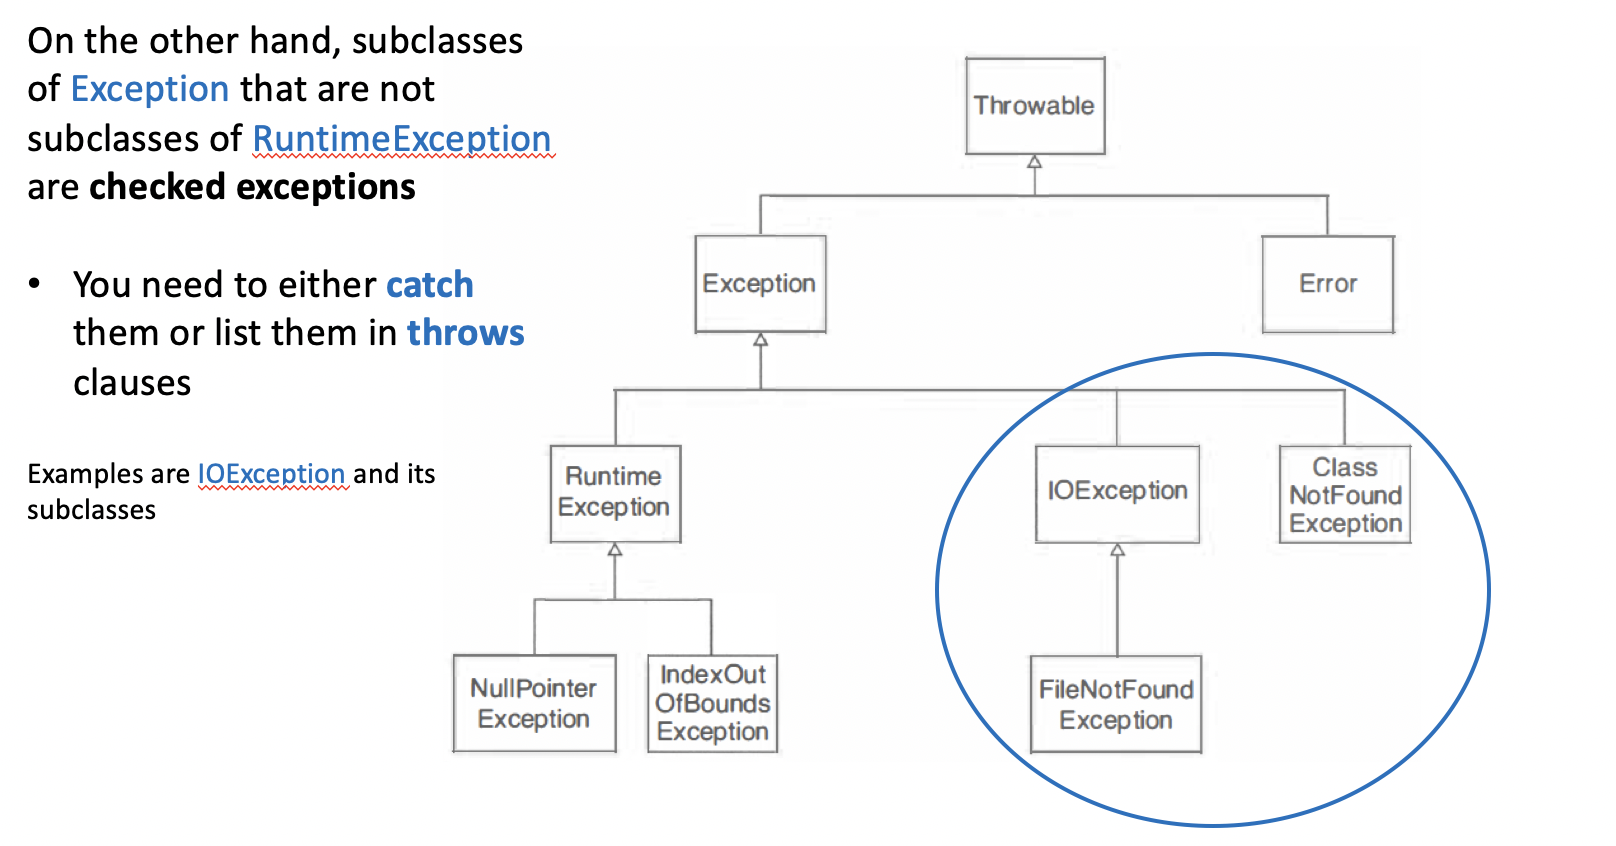 On the other hand, subclasses
of Exception that are not
subclasses of RuntimeException
are checked exceptions
• You need to either catch
them or list them in throws
clauses
Examples are IOException and its
subclasses
Throwable
Exception
Error
Runtime
Exception
IOException
Class
NotFound
Exception
NullPointer
Exception
IndexOut
OfBounds
Exception
FileNotFound
Exception